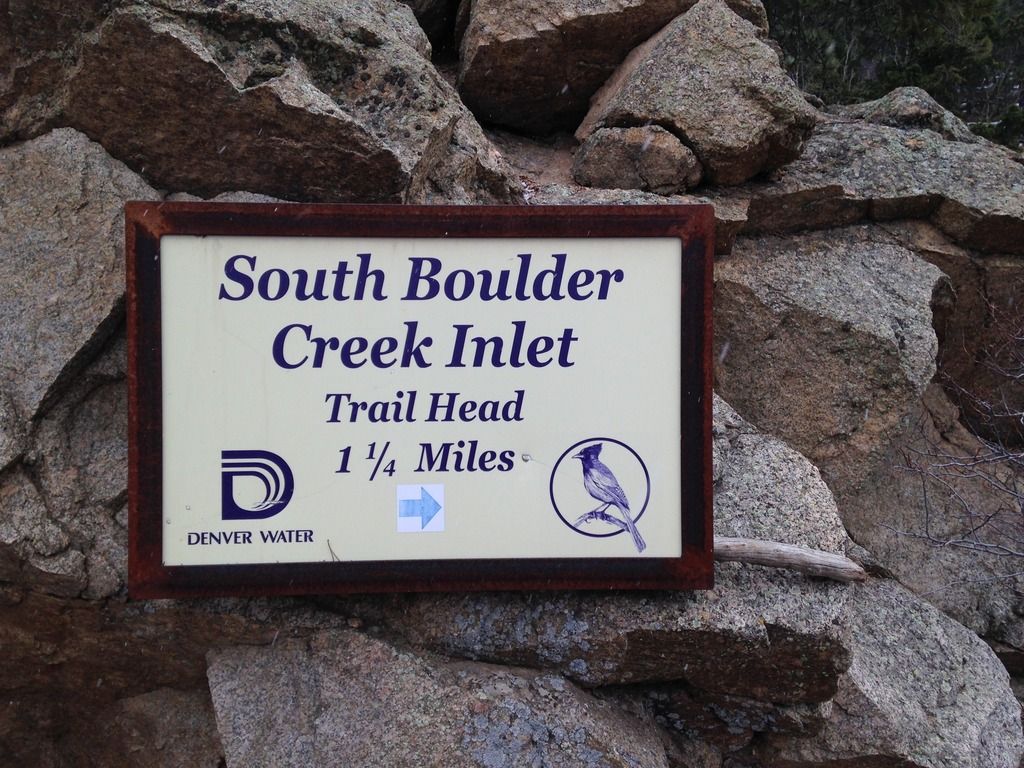 South Boulder
Creek Inlet
Trail Head
1 1/4 Miles
DENVER WATER